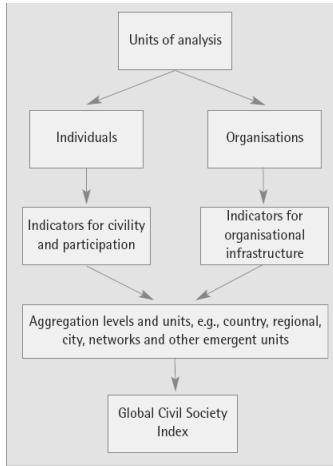 Units of analysis
Individuals
Organisations
Indicators for civility
and participation
Indicators for
organisational
infrastructure
Aggregation levels and units, e.g., country, regional,
city, networks and other emergent units
Global Civil Society
Index